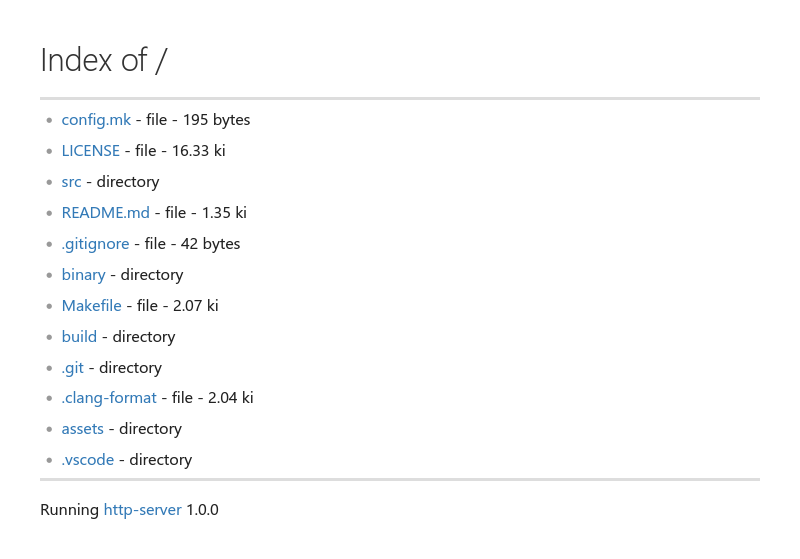 Index of /
config.mk - file - 195 bytes
LICENSE - file - 16.33 ki
src - directory
README.md - file - 1.35 ki
.gitignore - file - 42 bytes
binary - directory
Makefile - file - 2.07 ki
build - directory
.git - directory
.clang-format - file - 2.04 ki
assets - directory
.vscode - directory
Running http-server 1.0.0